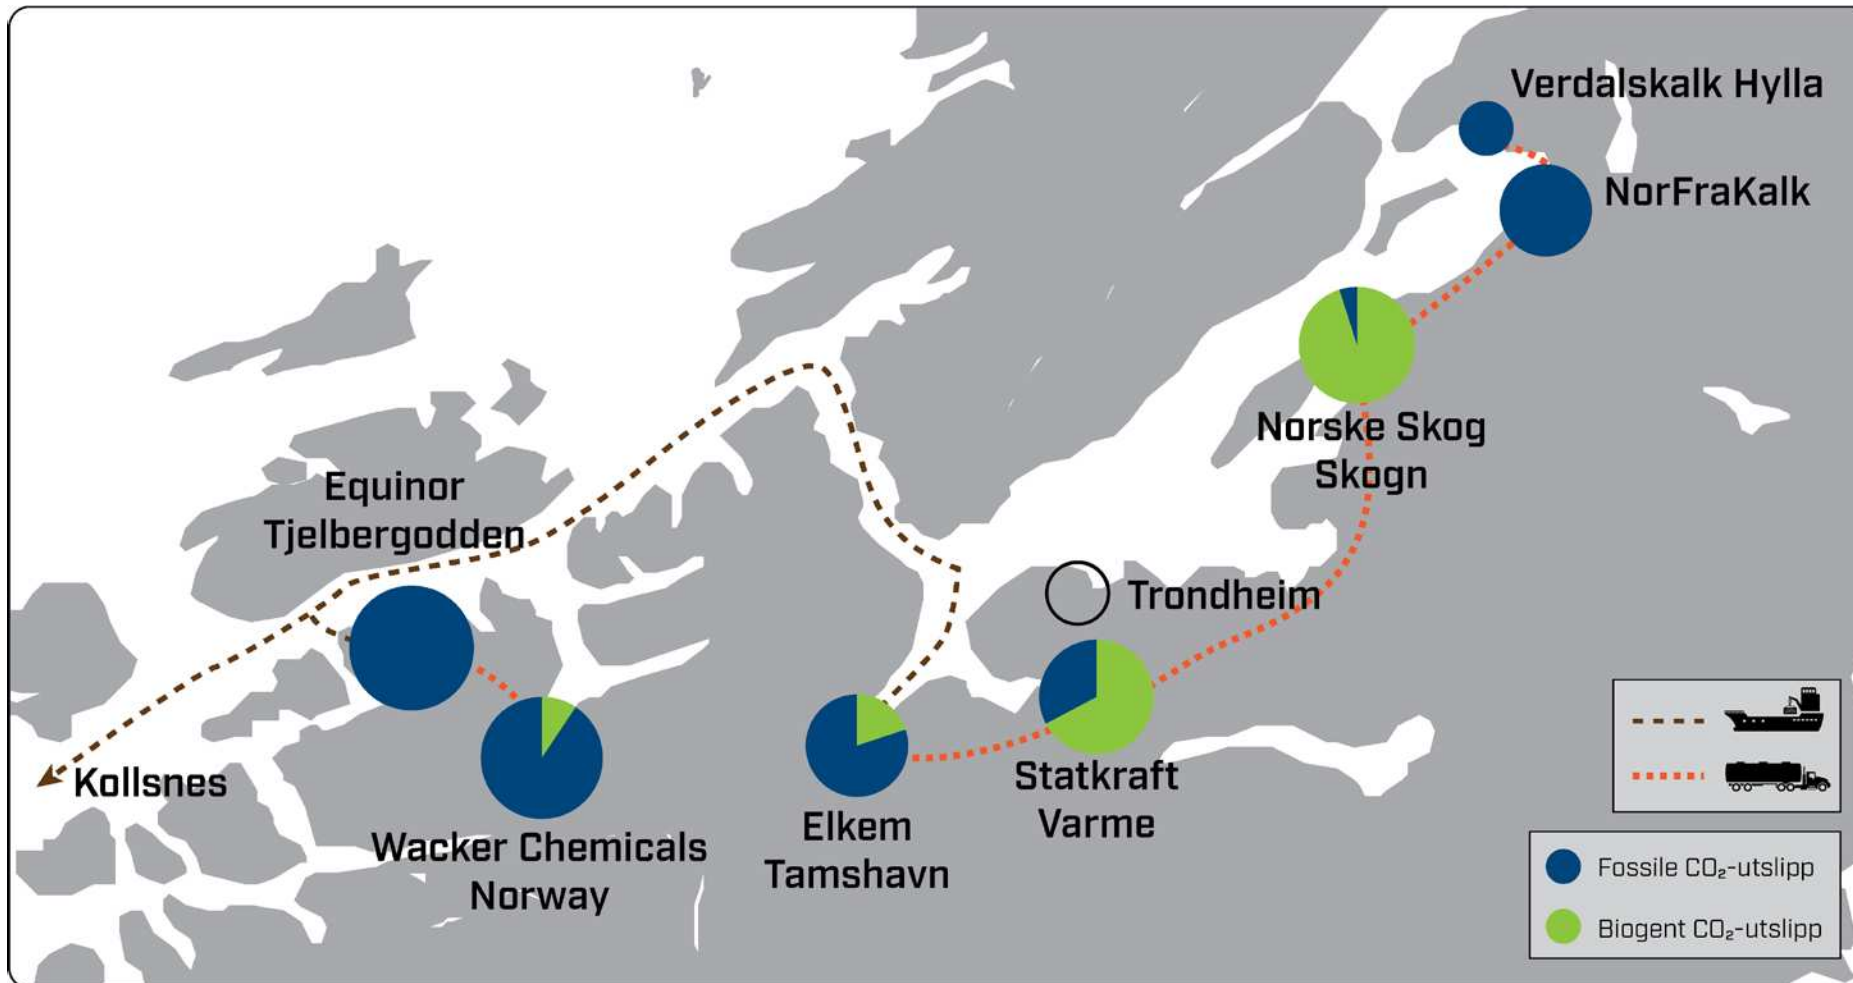 Verdalskalk Hylla
NorFraKalk
Norske Skog
Skogn
Equinor
Tjelbergodden
Trondheim
Kollsnes
Statkraft
Varme
Elkem
Tamshavn
Wacker Chemicals
Norway
Fossile CO₂-utslipp
Biogent CO₂-utslipp